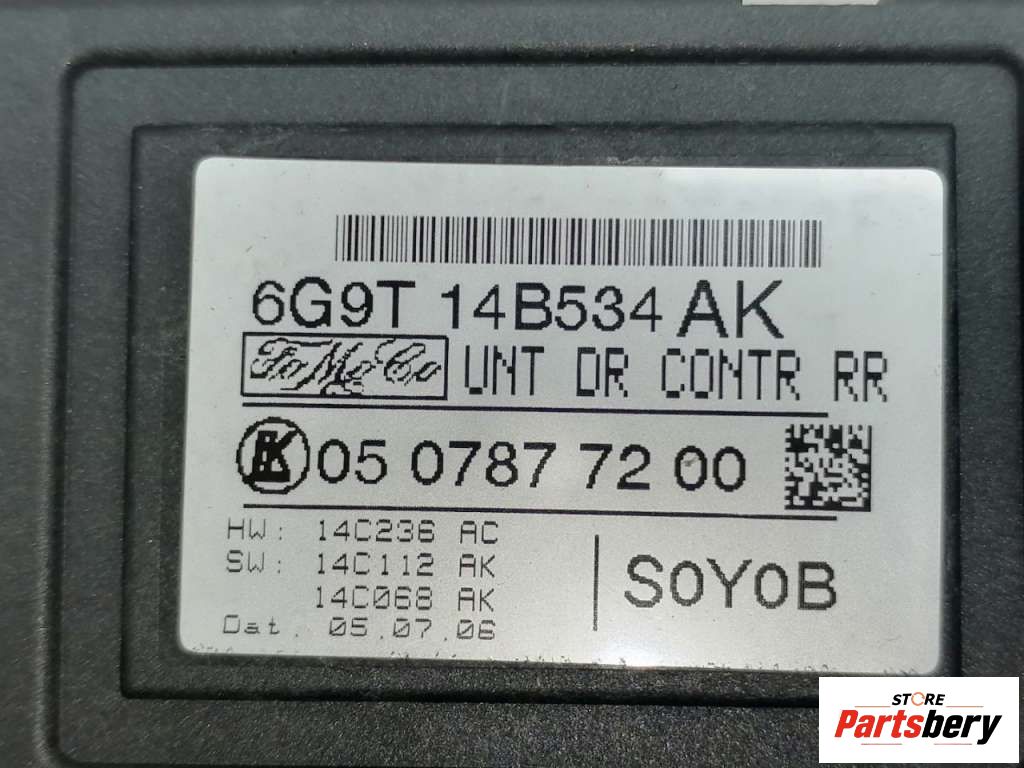 6G9T 14B534 AK
FoMoCo UNT DR CONTR RR
05 0787 72 00
HW: 14C236 AC
SW: 14C112 AK
14C068 AK
Dat. 05.07.06
S0Y0B
STORE
Partsbery